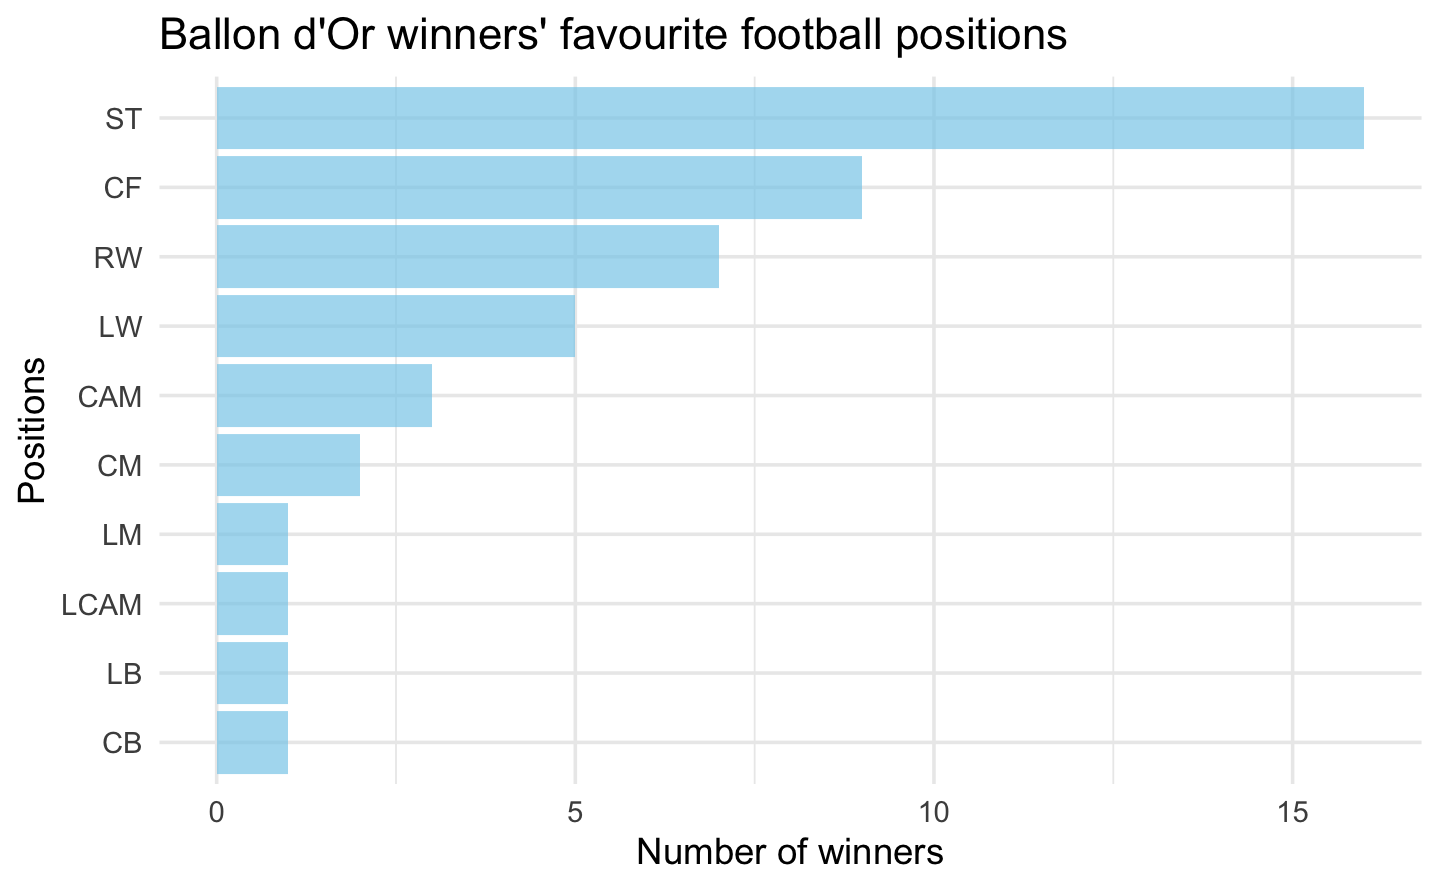 Ballon d'Or winners' favourite football positions
ST
CF
RW
LW
CAM
CM
LM
LCAM
LB
CB
Positions
0 5 10 15
Number of winners